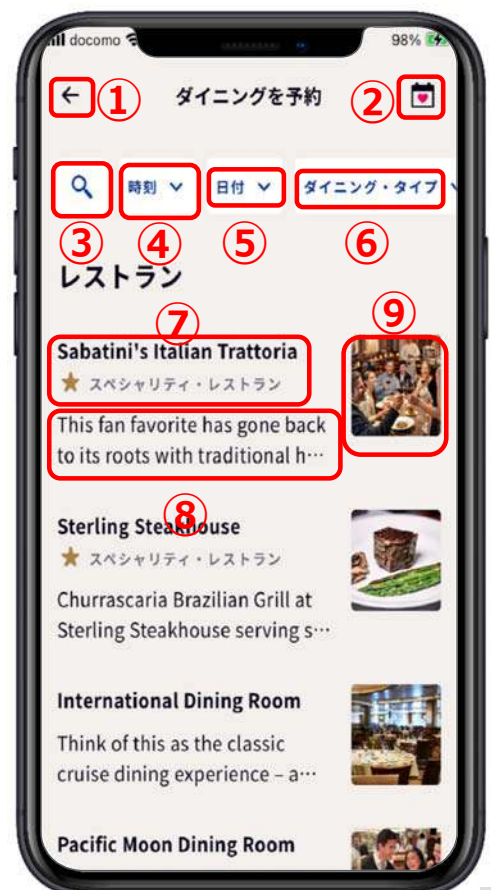 docomo
98%
① ダイニングを予約 ②
時刻 日付 ダイニング・タイプ
③ ④ ⑤ ⑥
レストラン
⑦ ⑨
Sabatini's Italian Trattoria
スペシャリティ・レストラン
This fan favorite has gone back
to its roots with traditional h…
⑧
Sterling Steakhouse
スペシャリティ・レストラン
Churrascaria Brazilian Grill at
Sterling Steakhouse serving s…
International Dining Room
Think of this as the classic
cruise dining experience – a…
Pacific Moon Dining Room